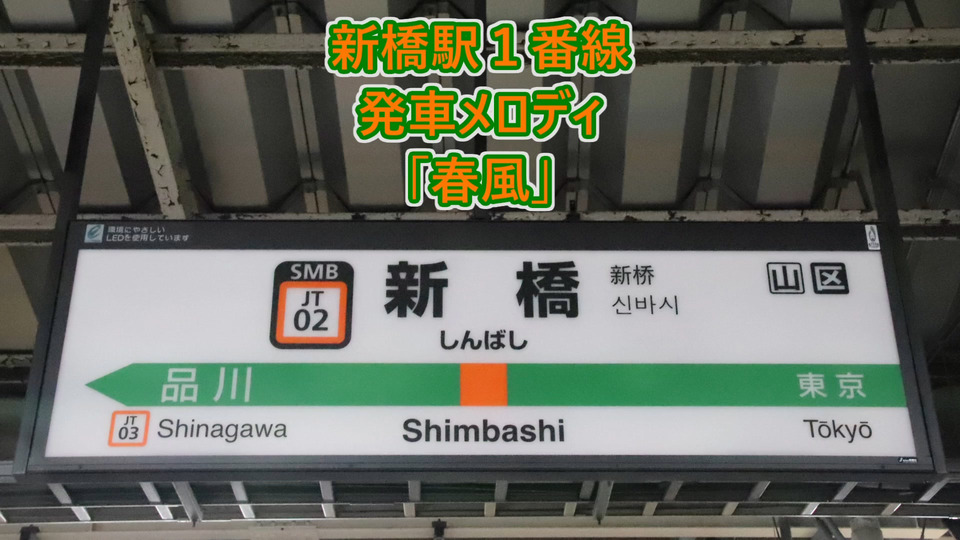 新橋駅１番線
発車メロディ
「春風」
環境にやさしい
LEDを使用しています
SMB
JT
02
新橋
しんばし
新桥
신바시
山区
品川
東京
JT
03
Shinagawa
Shimbashi
Tōkyō